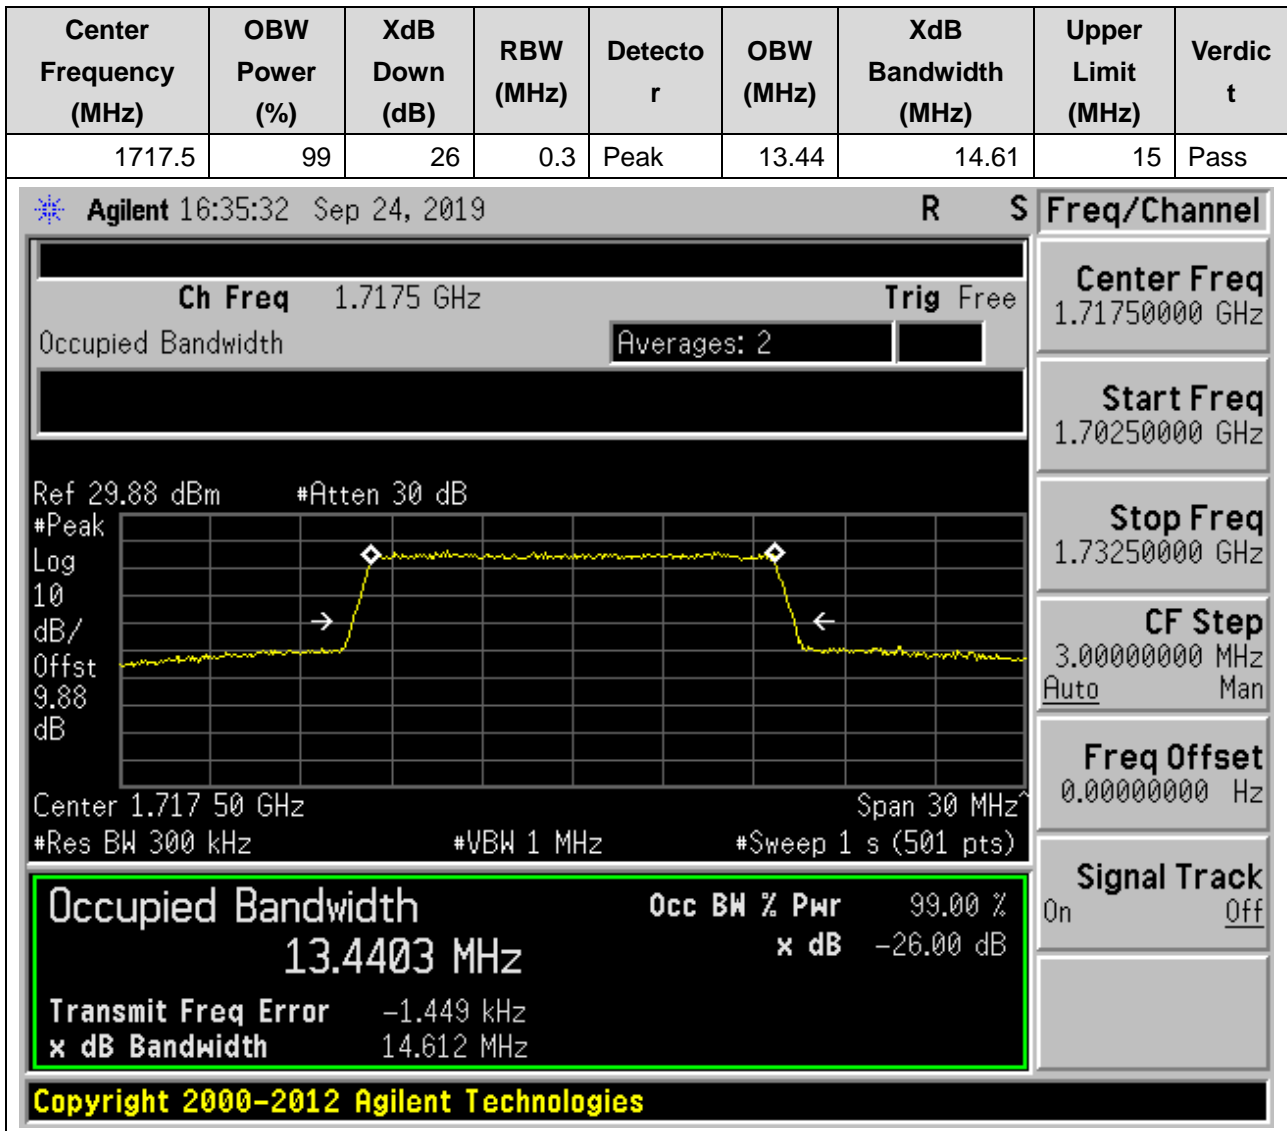 Center Frequency (MHz) OBW Power (%) XdB Down (dB) RBW (MHz) Detector OBW (MHz) XdB Bandwidth (MHz) Upper Limit (MHz) Verdict
1717.5 99 26 0.3 Peak 13.44 14.61 15 Pass
Agilent 16:35:32 Sep 24, 2019 R S Freq/Channel
Ch Freq 1.7175 GHz Trig Free
Occupied Bandwidth Averages: 2
Center Freq
1.71750000 GHz
Start Freq
1.70250000 GHz
Stop Freq
1.73250000 GHz
CF Step
3.00000000 MHz
Auto Man
Freq Offset
0.00000000 Hz
Signal Track
On Off
Ref 29.88 dBm #Atten 30 dB
#Peak
Log
10
dB/
Offst
9.88
dB
Center 1.717 50 GHz Span 30 MHz^
#Res BW 300 kHz #VBW 1 MHz #Sweep 1 s (501 pts)
Occupied Bandwidth Occ BW % Pwr 99.00 %
13.4403 MHz x dB -26.00 dB
Transmit Freq Error -1.449 kHz
x dB Bandwidth 14.612 MHz
Copyright 2000-2012 Agilent Technologies